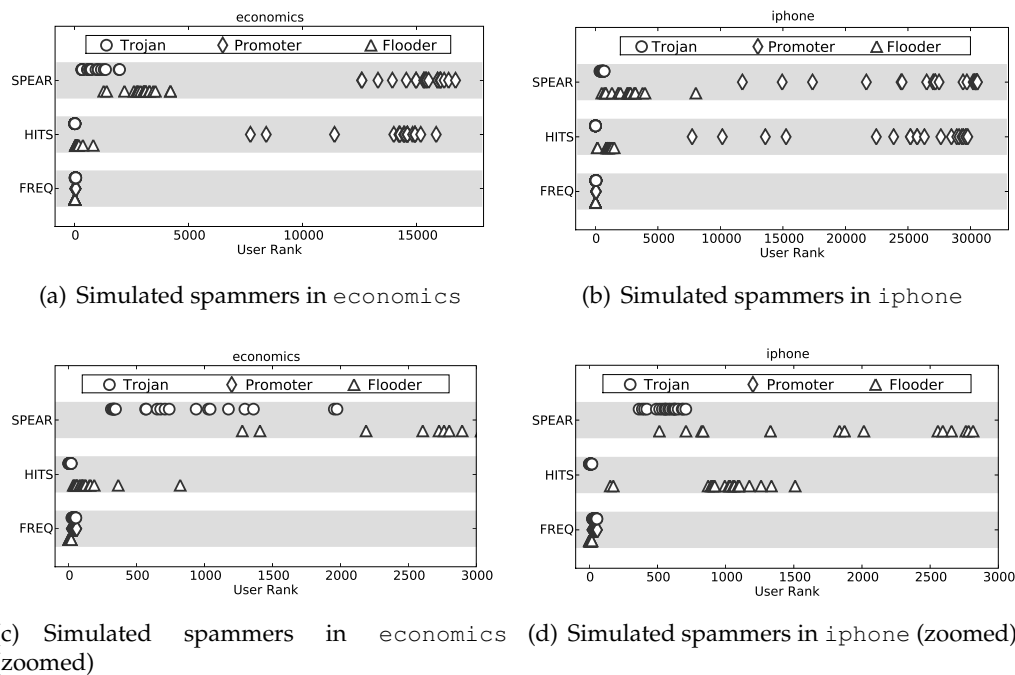 economics
Trojan Promoter Flooder
SPEAR
HITS
FREQ
0 5000 10000 15000
User Rank
(a) Simulated spammers in economics
iphone
Trojan Promoter Flooder
SPEAR
HITS
FREQ
0 5000 10000 15000 20000 25000 30000
User Rank
(b) Simulated spammers in iphone
economics
Trojan Promoter Flooder
SPEAR
HITS
FREQ
0 500 1000 1500 2000 2500 3000
User Rank
c) Simulated spammers in economics
zoomed)
iphone
Trojan Promoter Flooder
SPEAR
HITS
FREQ
0 500 1000 1500 2000 2500 3000
User Rank
(d) Simulated spammers in iphone (zoomed)